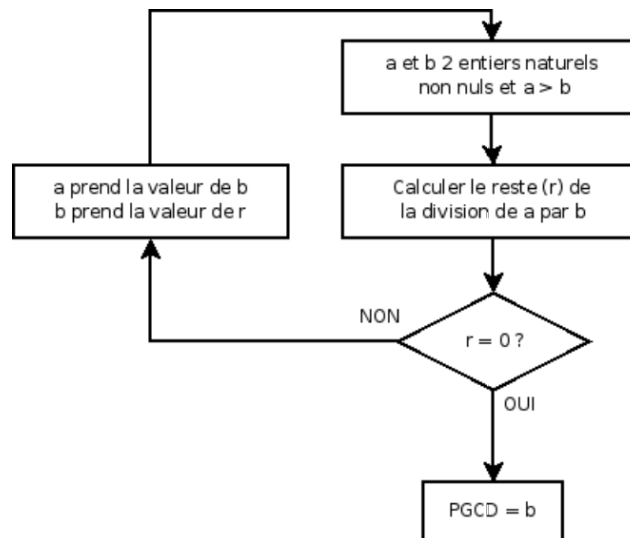 a et b 2 entiers naturels
non nuls et a > b
a prend la valeur de b
b prend la valeur de r
Calculer le reste (r) de
la division de a par b
NON
r = 0 ?
OUI
PGCD = b